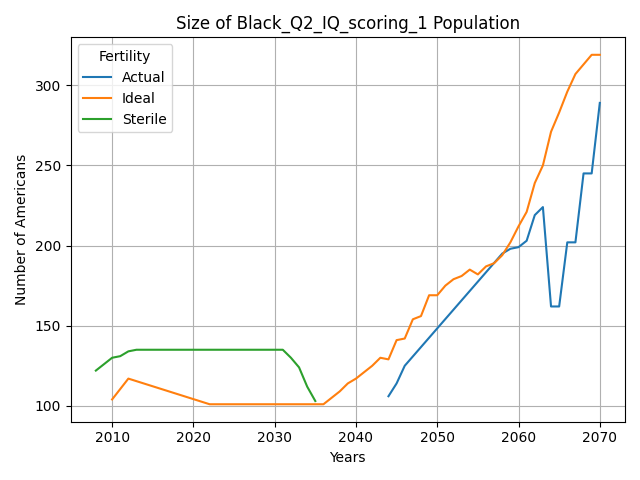 Size of Black_Q2_IQ_scoring_1 Population
Fertility
Actual
Ideal
Sterile
Number of Americans
300
250
200
150
100
2010 2020 2030 2040 2050 2060 2070
Years